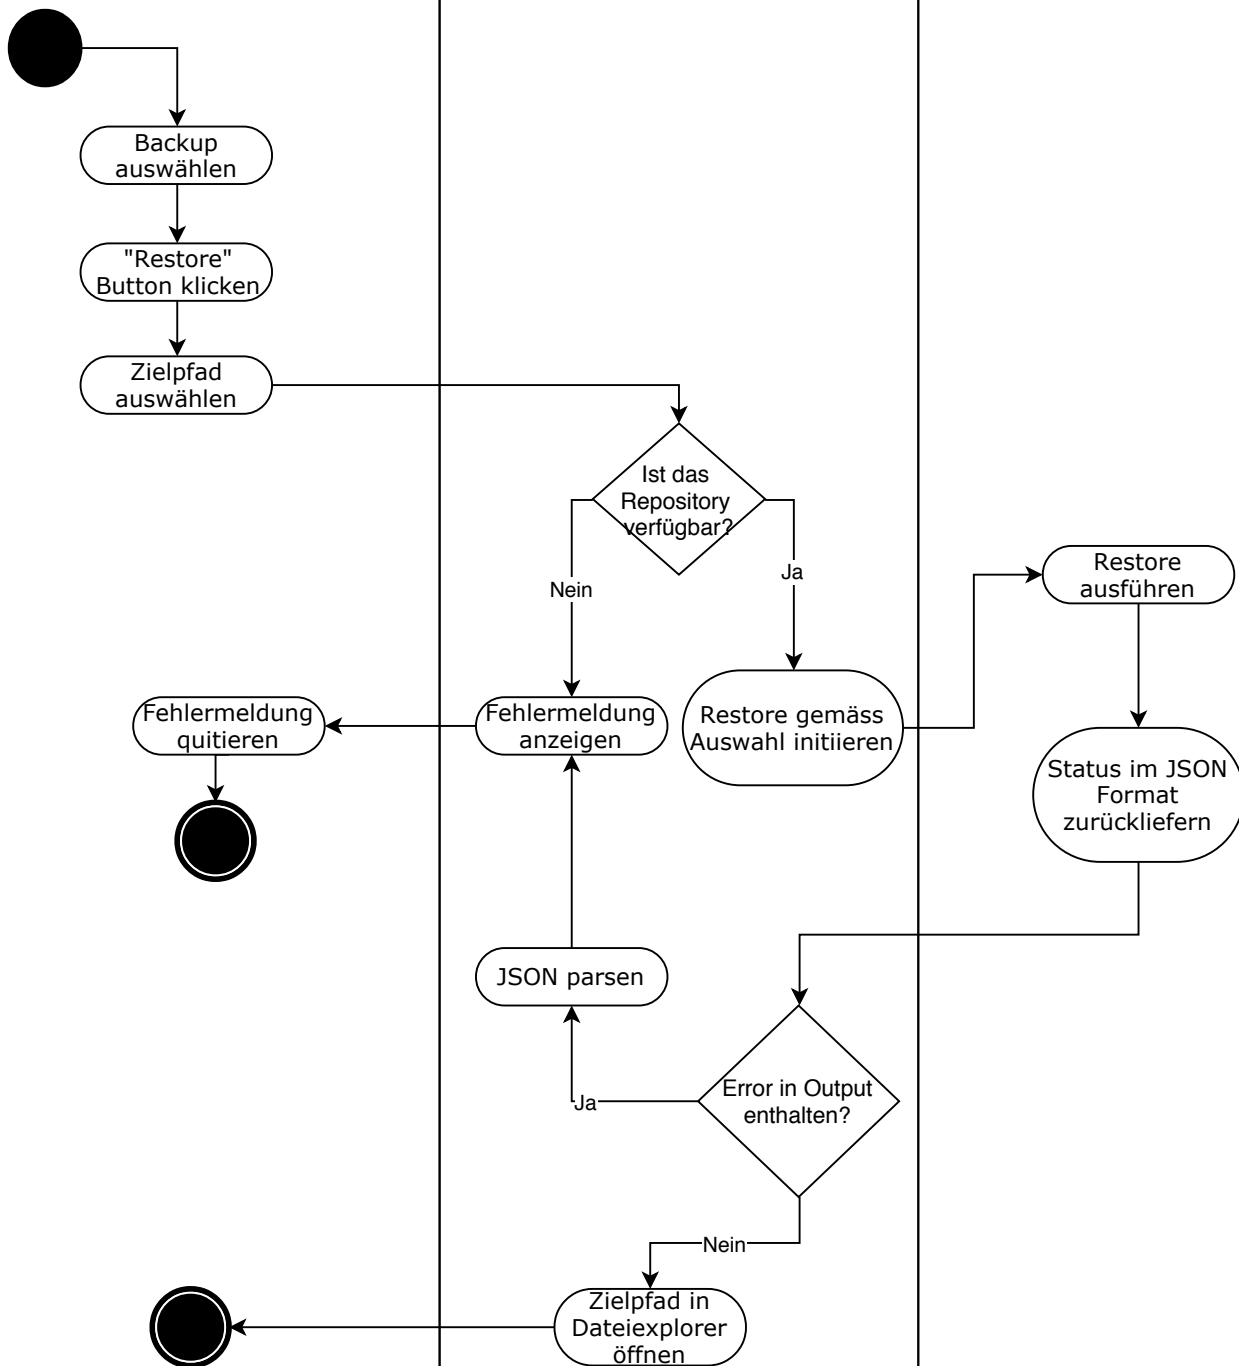 Backup
auswählen
"Restore"
Button klicken
Zielpfad
auswählen
Ist das
Repository
verfügbar?
Nein
Ja
Restore
ausführen
Fehlermeldung
quitieren
Fehlermeldung
anzeigen
Restore gemäss
Auswahl initiieren
Status im JSON
Format
zurückliefern
JSON parsen
Error in Output
enthalten?
Ja
Nein
Zielpfad in
Dateiexplorer
öffnen